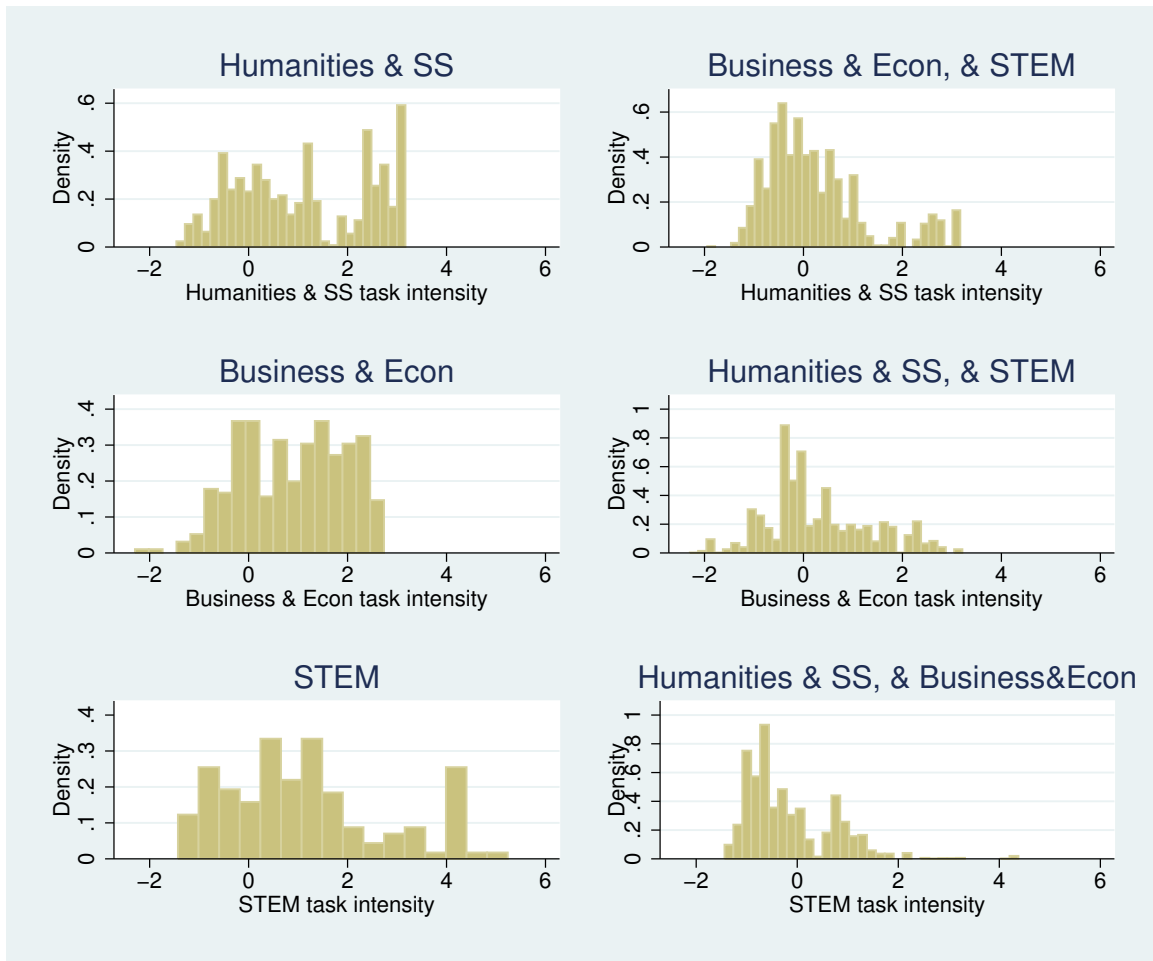 Humanities & SS
Density
0 .2 .4 .6
−2 0 2 4 6
Humanities & SS task intensity
Business & Econ, & STEM
Density
0 .2 .4 .6
−2 0 2 4 6
Humanities & SS task intensity
Business & Econ
Density
0 .1 .2 .3 .4
−2 0 2 4 6
Business & Econ task intensity
Humanities & SS, & STEM
Density
0 .2 .4 .6 .8 1
−2 0 2 4 6
Business & Econ task intensity
STEM
Density
0 .1 .2 .3 .4
−2 0 2 4 6
STEM task intensity
Humanities & SS, & Business&Econ
Density
0 .2 .4 .6 .8 1
−2 0 2 4 6
STEM task intensity